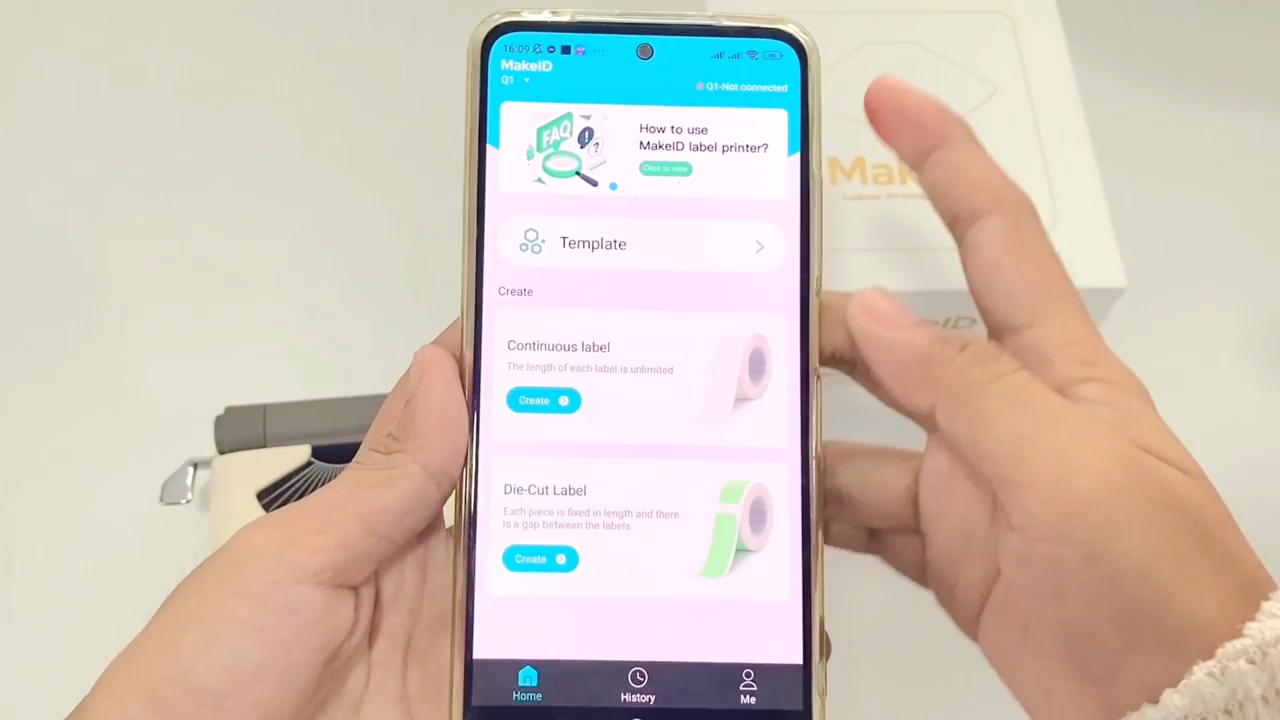 16:09
MakeID
Q1
Q1-Not connected
FAQ
How to use
MakeID label printer?
Click to view
Template
Create
Continuous label
The length of each label is unlimited
Create
Die-Cut Label
Each piece is fixed in length and there
is a gap between the labels
Create
Home
History
Me